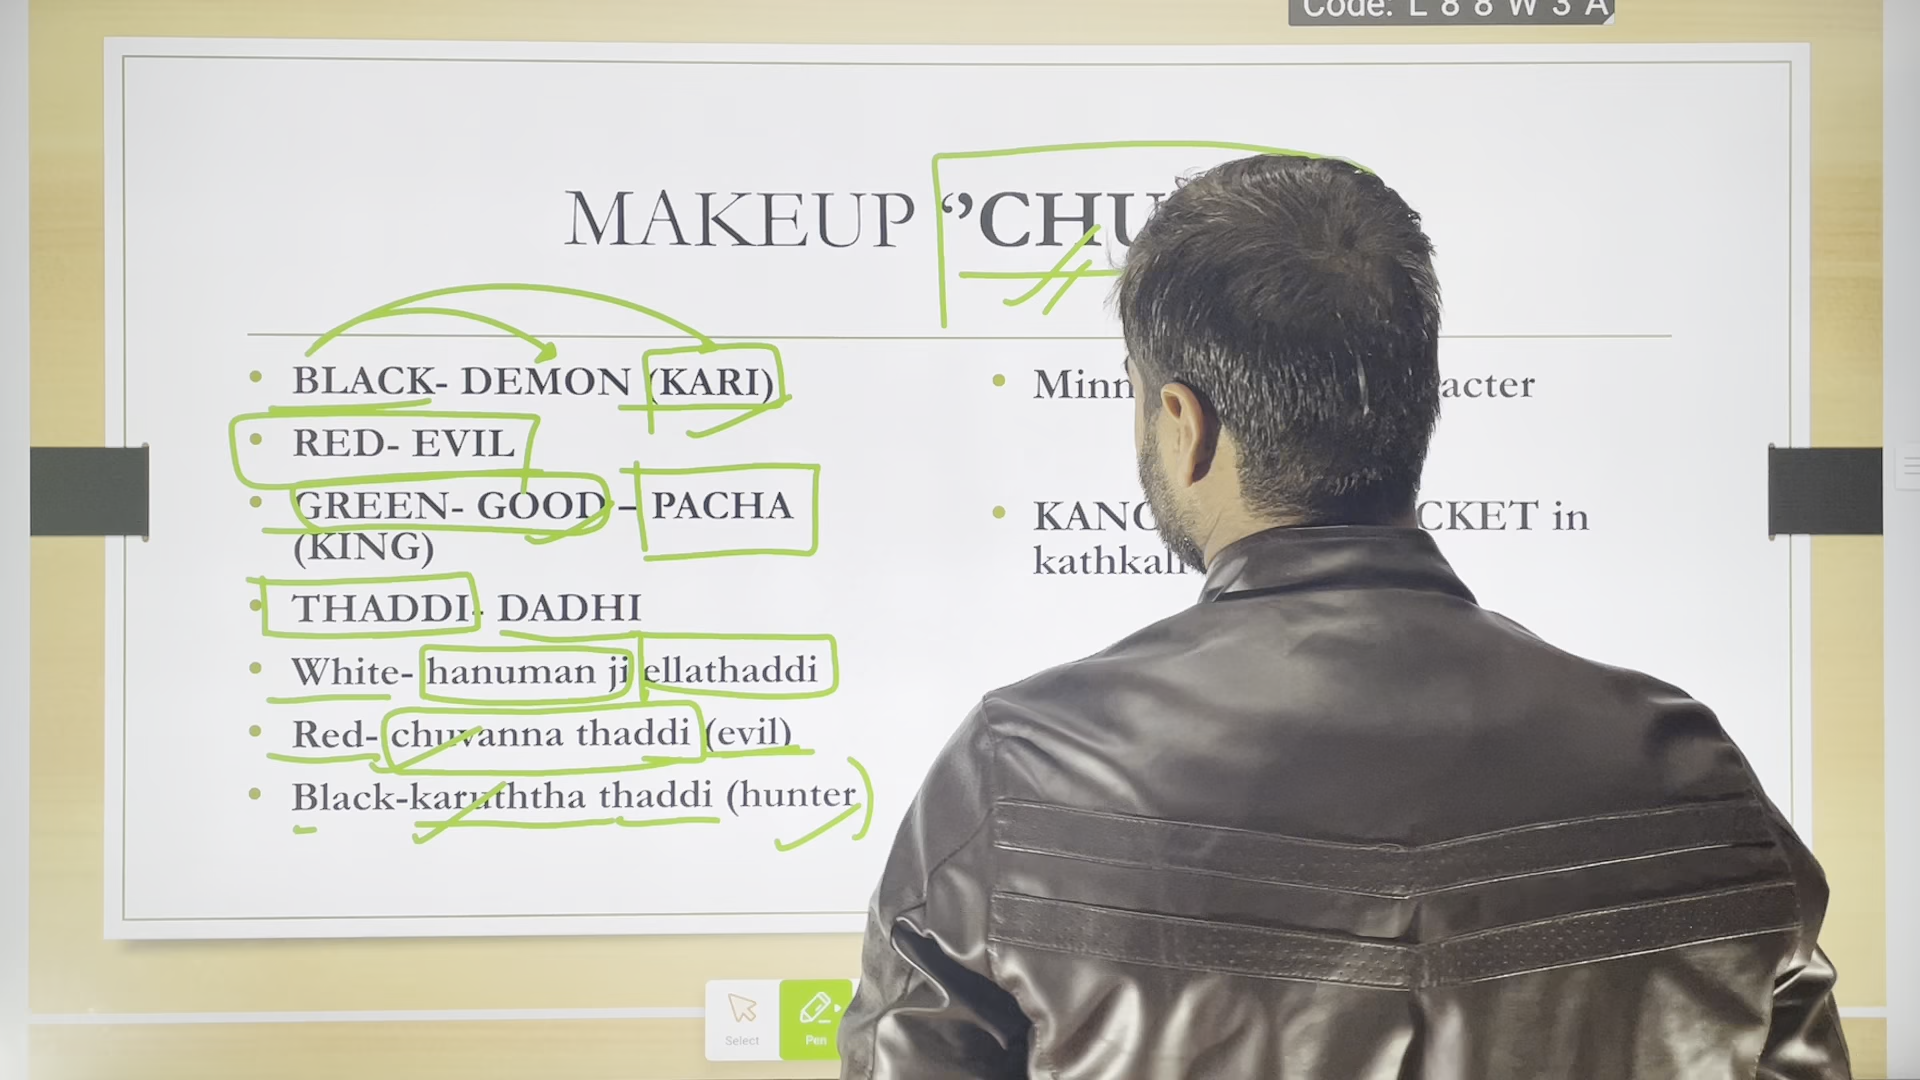 Code: L 8 8 W 3 A
MAKEUP “CHU
• BLACK- DEMON (KARI)
• RED- EVIL
• GREEN- GOOD – PACHA
(KING)
• THADDI- DADHI
• White- hanuman ji ellathaddi
• Red- chuvanna thaddi (evil)
• Black-karuththa thaddi (hunter)
• Minn acter
• KANC CKET in
kathkali
Select
Pen